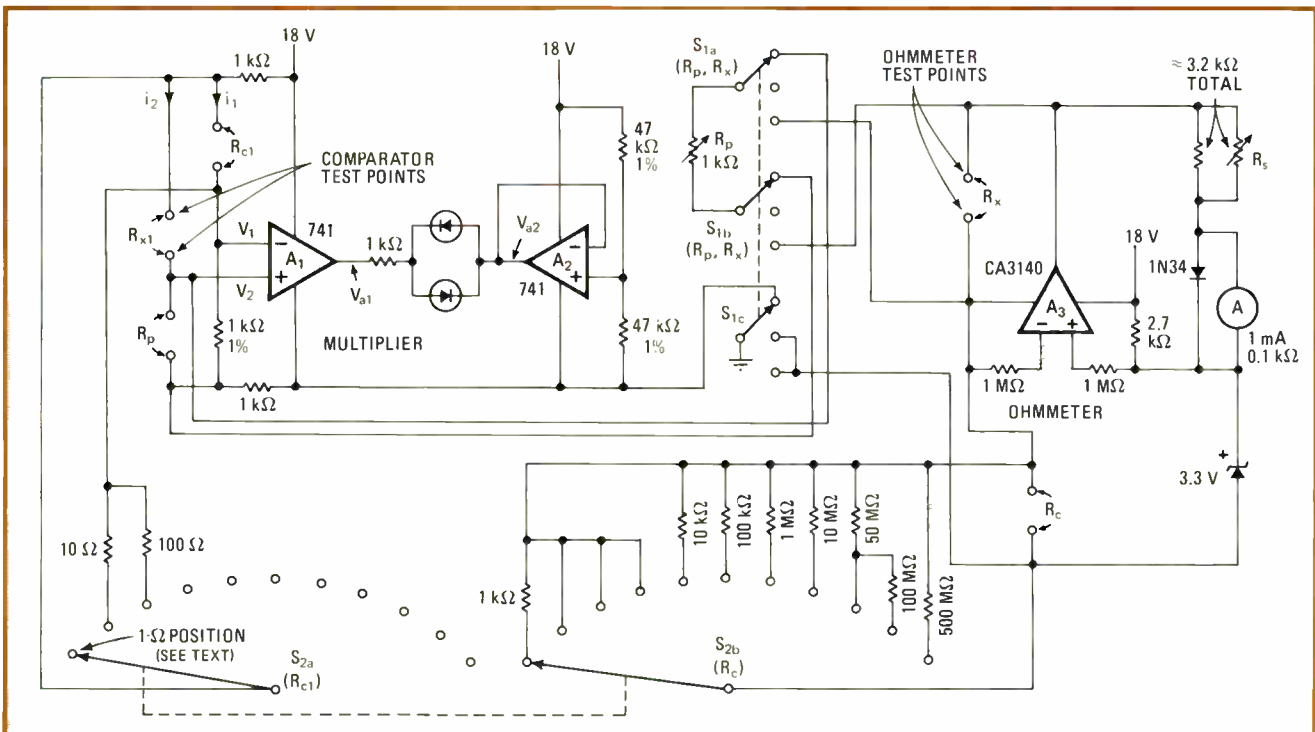 18 V
1 kΩ
i2
i1
Rc1
COMPARATOR
TEST POINTS
Rx1
V1
V2
741
A1
Va1
1 kΩ
Rp
1 kΩ
1%
MULTIPLIER
1 kΩ
18 V
47
kΩ
1%
Va2
A2
741
47 kΩ
1%
S1a
(Rp, Rx)
Rp
1 kΩ
S1b
(Rp, Rx)
S1c
OHMMETER
TEST POINTS
Rx
≈ 3.2 kΩ
TOTAL
Rs
18 V
1N34
CA3140
A3
2.7
kΩ
A
1 mA
0.1 kΩ
1 MΩ
1 MΩ
OHMMETER
3.3 V
Rc
10 Ω
100 Ω
1-Ω POSITION
(SEE TEXT)
S2a
(Rc1)
1 kΩ
10 kΩ
100 kΩ
1 MΩ
10 MΩ
50 MΩ
100 MΩ
500 MΩ
S2b
(Rc)